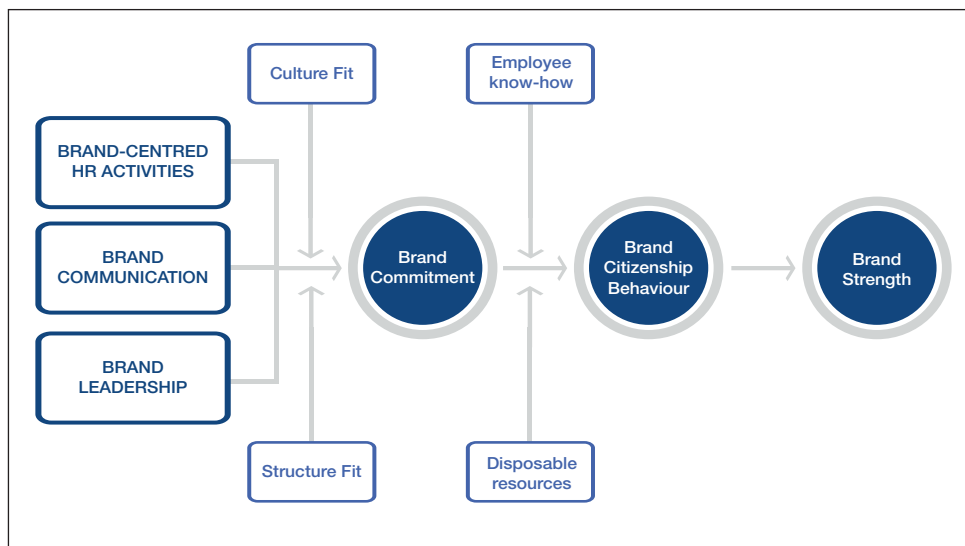 Culture Fit
Employee
know-how
BRAND-CENTRED
HR ACTIVITIES
BRAND
COMMUNICATION
BRAND
LEADERSHIP
Brand
Commitment
Brand
Citizenship
Behaviour
Brand
Strength
Structure Fit
Disposable
resources